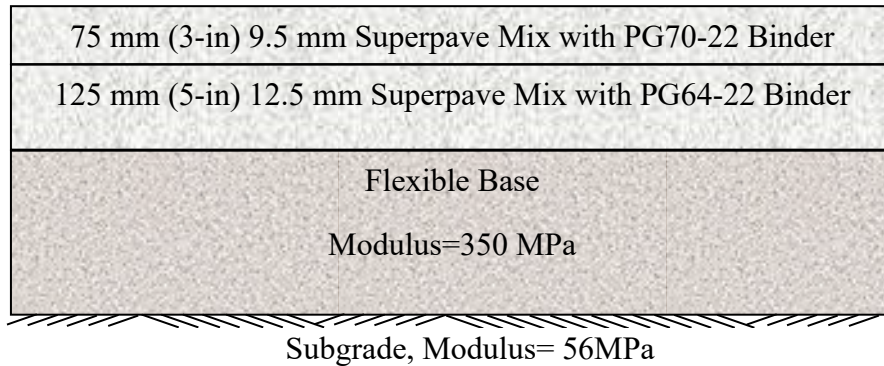 75 mm (3-in) 9.5 mm Superpave Mix with PG70-22 Binder
125 mm (5-in) 12.5 mm Superpave Mix with PG64-22 Binder
Flexible Base
Modulus=350 MPa
Subgrade, Modulus= 56MPa